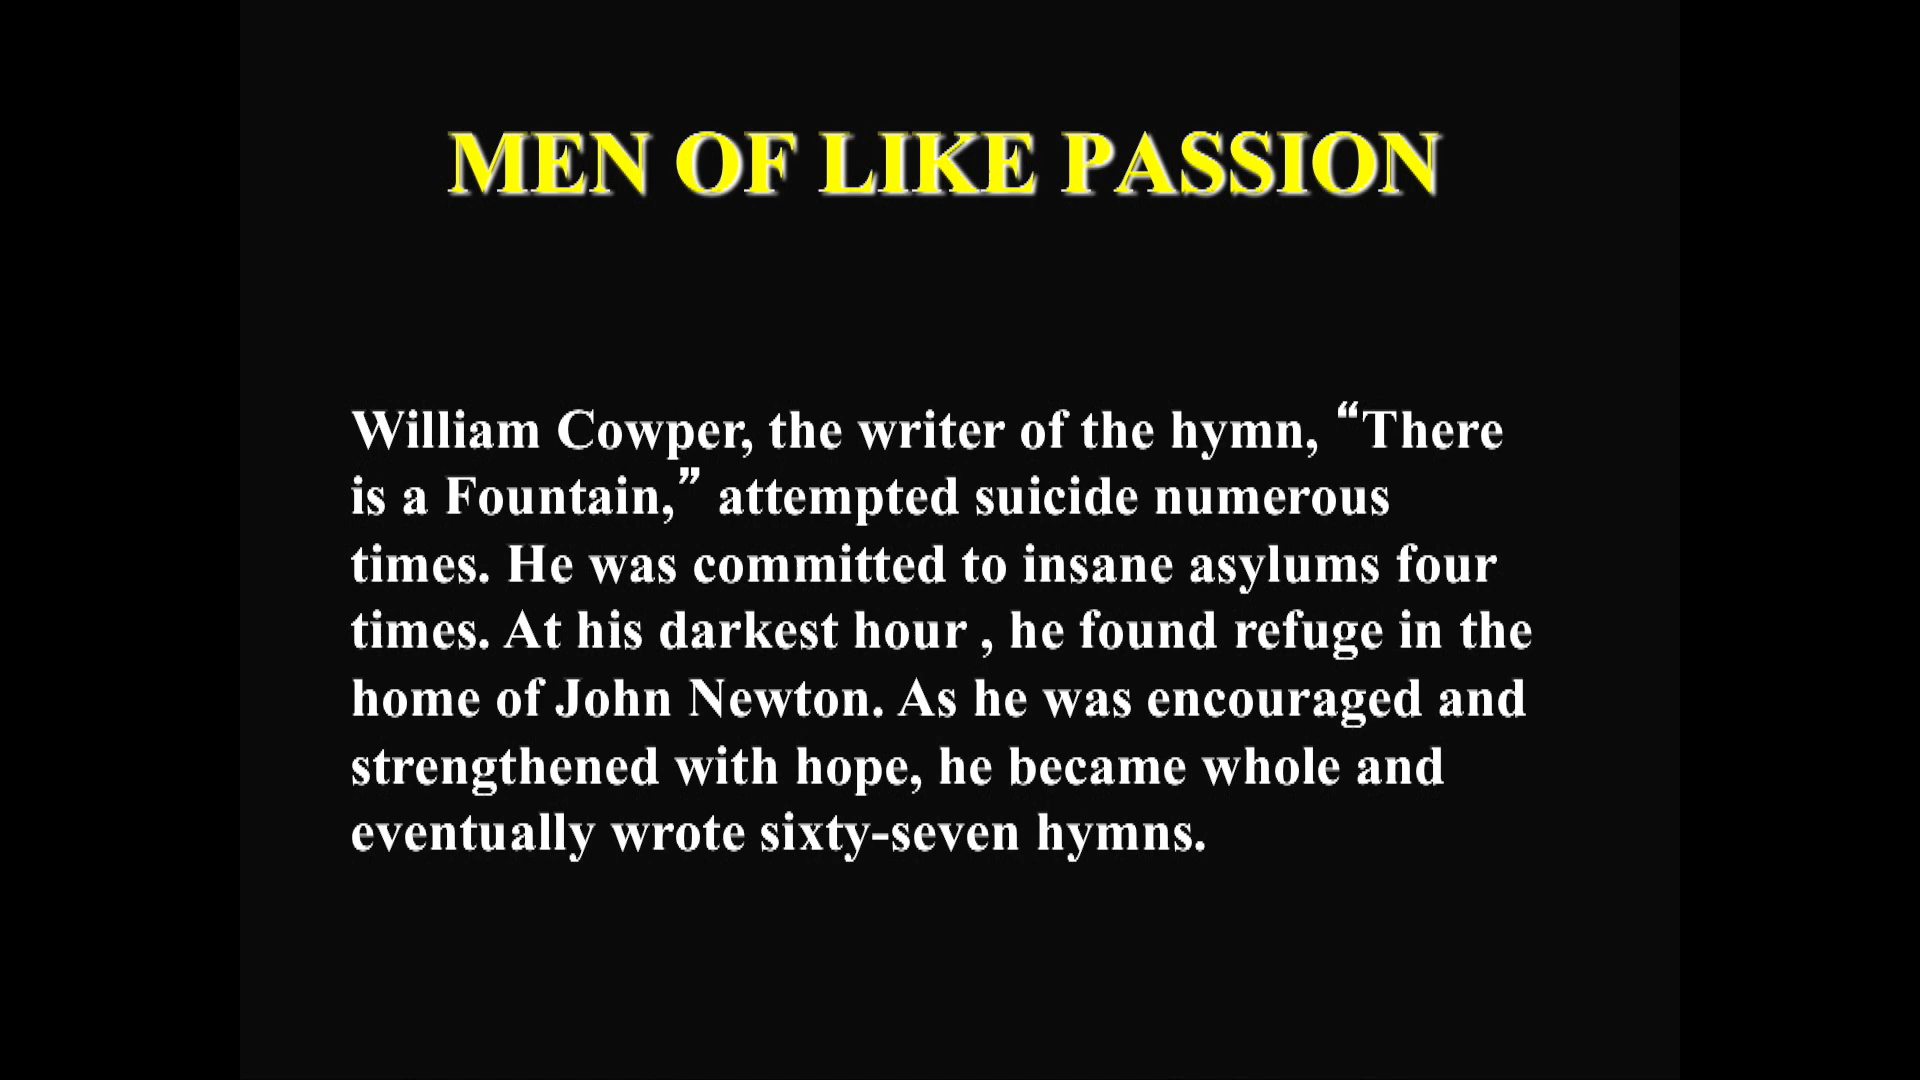 MEN OF LIKE PASSION
William Cowper, the writer of the hymn, “There
is a Fountain,” attempted suicide numerous
times. He was committed to insane asylums four
times. At his darkest hour , he found refuge in the
home of John Newton. As he was encouraged and
strengthened with hope, he became whole and
eventually wrote sixty-seven hymns.